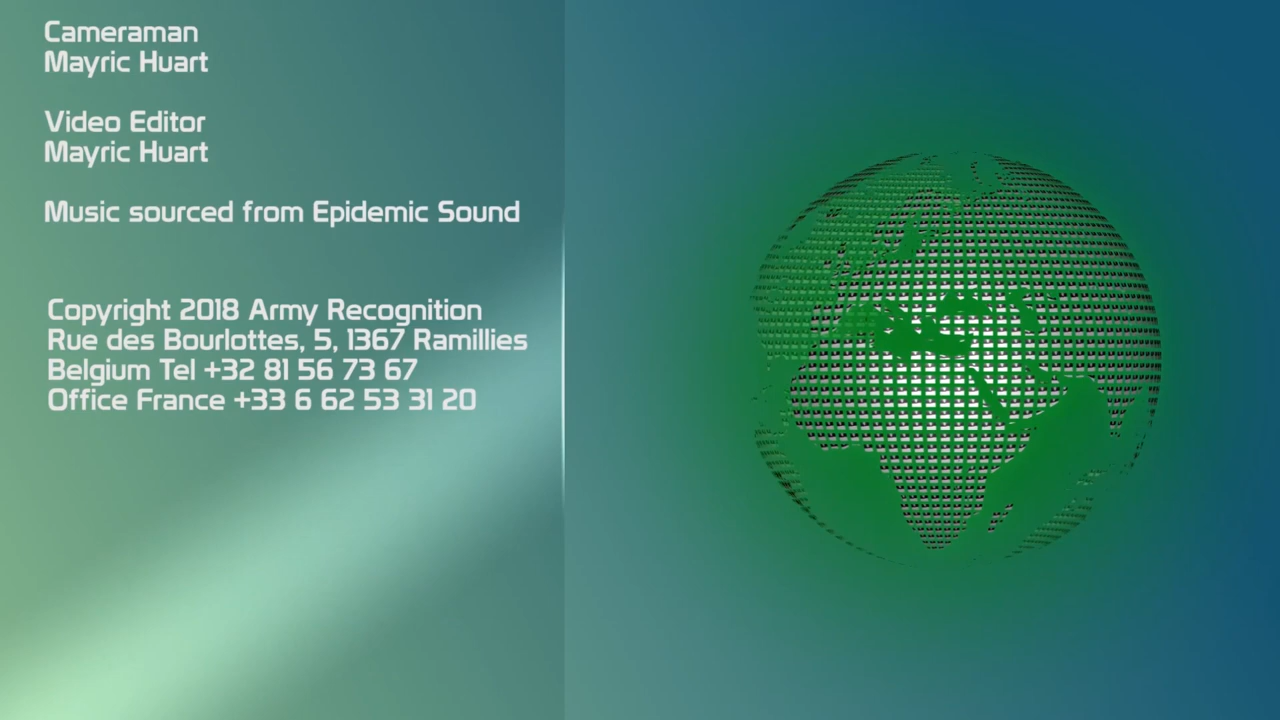 Cameraman
Mayric Huart
Video Editor
Mayric Huart
Music sourced from Epidemic Sound
Copyright 2018 Army Recognition
Rue des Bourlottes, 5, 1367 Ramillies
Belgium Tel +32 81 56 73 67
Office France +33 6 62 53 31 20